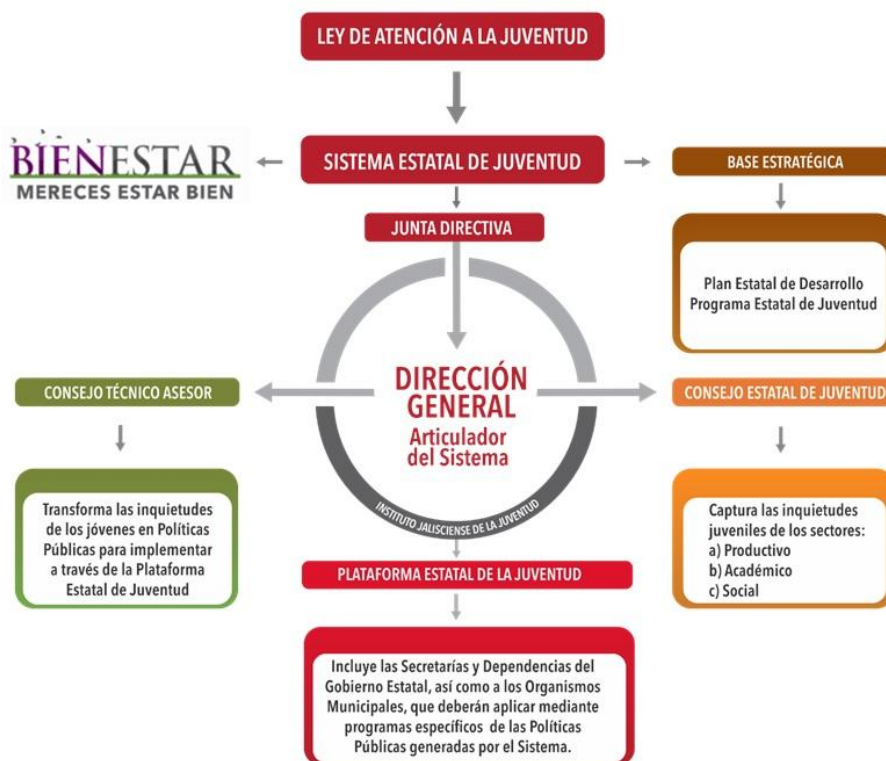 LEY DE ATENCIÓN A LA JUVENTUD
BIENESTAR
MERECES ESTAR BIEN
SISTEMA ESTATAL DE JUVENTUD
BASE ESTRATÉGICA
JUNTA DIRECTIVA
Plan Estatal de Desarrollo
Programa Estatal de Juventud
DIRECCIÓN
GENERAL
Articulador
del Sistema
INSTITUTO JALISCIENSE DE LA JUVENTUD
CONSEJO TÉCNICO ASESOR
CONSEJO ESTATAL DE JUVENTUD
Transforma las inquietudes
de los jóvenes en Políticas
Públicas para implementar
a través de la Plataforma
Estatal de Juventud
Captura las inquietudes
juveniles de los sectores:
a) Productivo
b) Académico
c) Social
PLATAFORMA ESTATAL DE LA JUVENTUD
Incluye las Secretarías y Dependencias del
Gobierno Estatal, así como a los Organismos
Municipales, que deberán aplicar mediante
programas específicos de las Políticas
Públicas generadas por el Sistema.